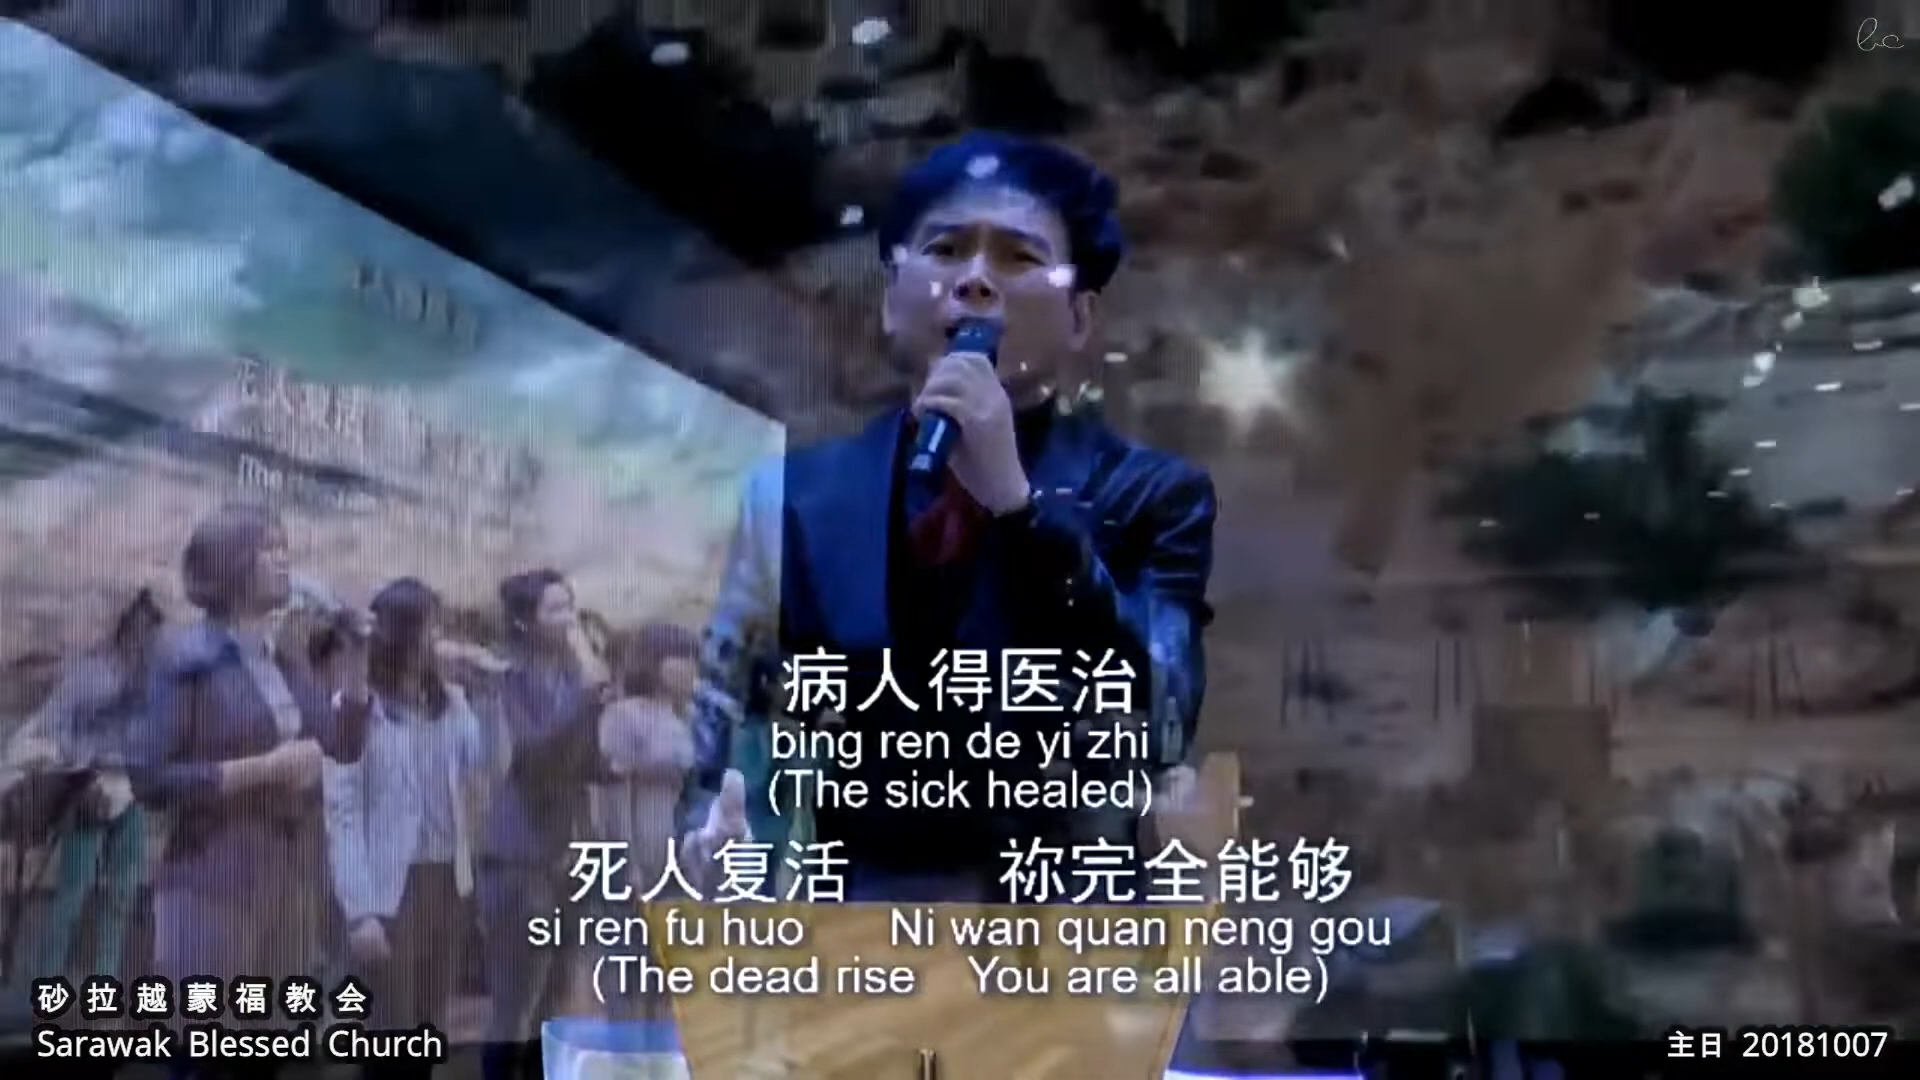 病人得医治
bing ren de yi zhi
(The sick healed)
死人复活 祢完全能够
si ren fu huo Ni wan quan neng gou
(The dead rise You are all able)
砂拉越蒙福教会
Sarawak Blessed Church
主日 20181007